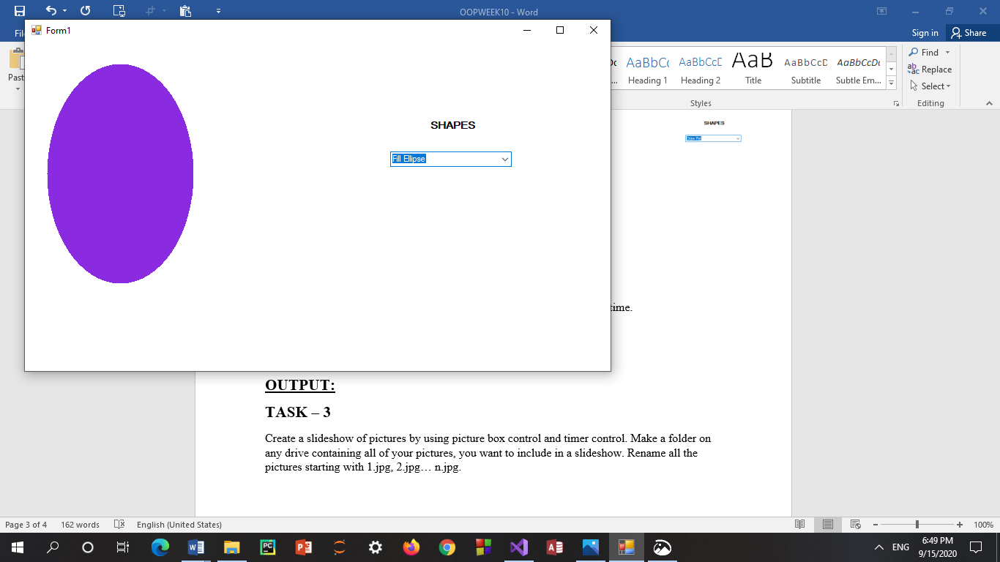 OOPWEEK10 - Word
Form1
Sign in
Share
Past
AaBbCc
AaBbCcD
AaB
AaBbCcD
AaBbCcDc
...
Heading 1
Heading 2
Title
Subtitle
Subtle Em...
Styles
Find
Replace
Select
Editing
SHAPES
Fill Ellipse
SHAPES
Draw Pie
time.
OUTPUT:
TASK – 3
Create a slideshow of pictures by using picture box control and timer control. Make a folder on
any drive containing all of your pictures, you want to include in a slideshow. Rename all the
pictures starting with 1.jpg, 2.jpg… n.jpg.
Page 3 of 4
162 words
English (United States)
100%
ENG
6:49 PM
9/15/2020